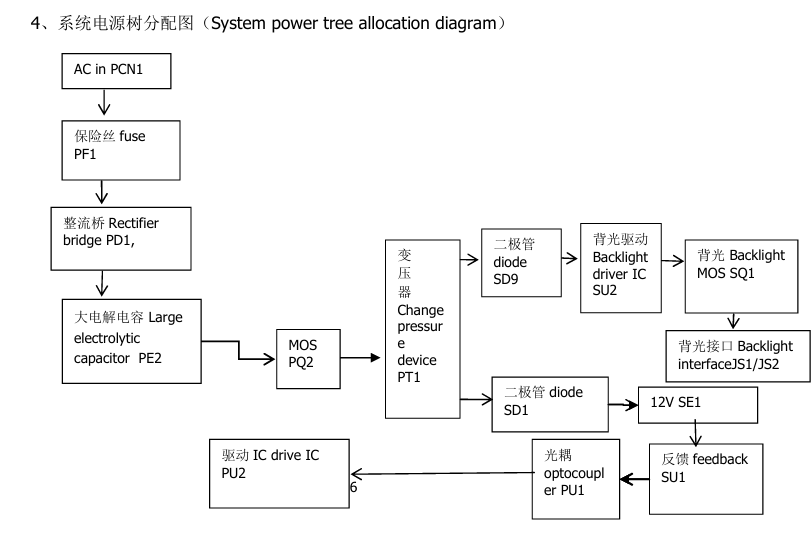 4、系统电源树分配图（System power tree allocation diagram）
AC in PCN1
保险丝 fuse
PF1
整流桥 Rectifier
bridge PD1,
大电解电容 Large
electrolytic
capacitor PE2
MOS
PQ2
变
压
器
Change
pressur
e
device
PT1
二极管
diode
SD9
背光驱动
Backlight
driver IC
SU2
背光 Backlight
MOS SQ1
背光接口 Backlight
interfaceJS1/JS2
二极管 diode
SD1
12V SE1
反馈 feedback
SU1
光耦
optocoupl
er PU1
驱动 IC drive IC
PU2
6